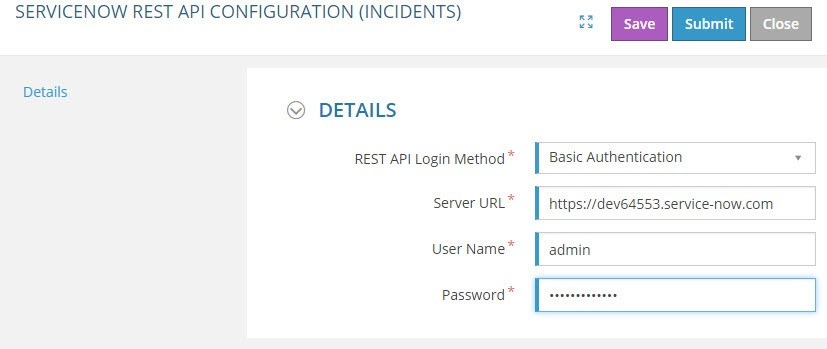 SERVICENOW REST API CONFIGURATION (INCIDENTS)
Save Submit Close
Details
DETAILS
REST API Login Method * Basic Authentication
Server URL * https://dev64553.service-now.com
User Name * admin
Password * •••••••••••••